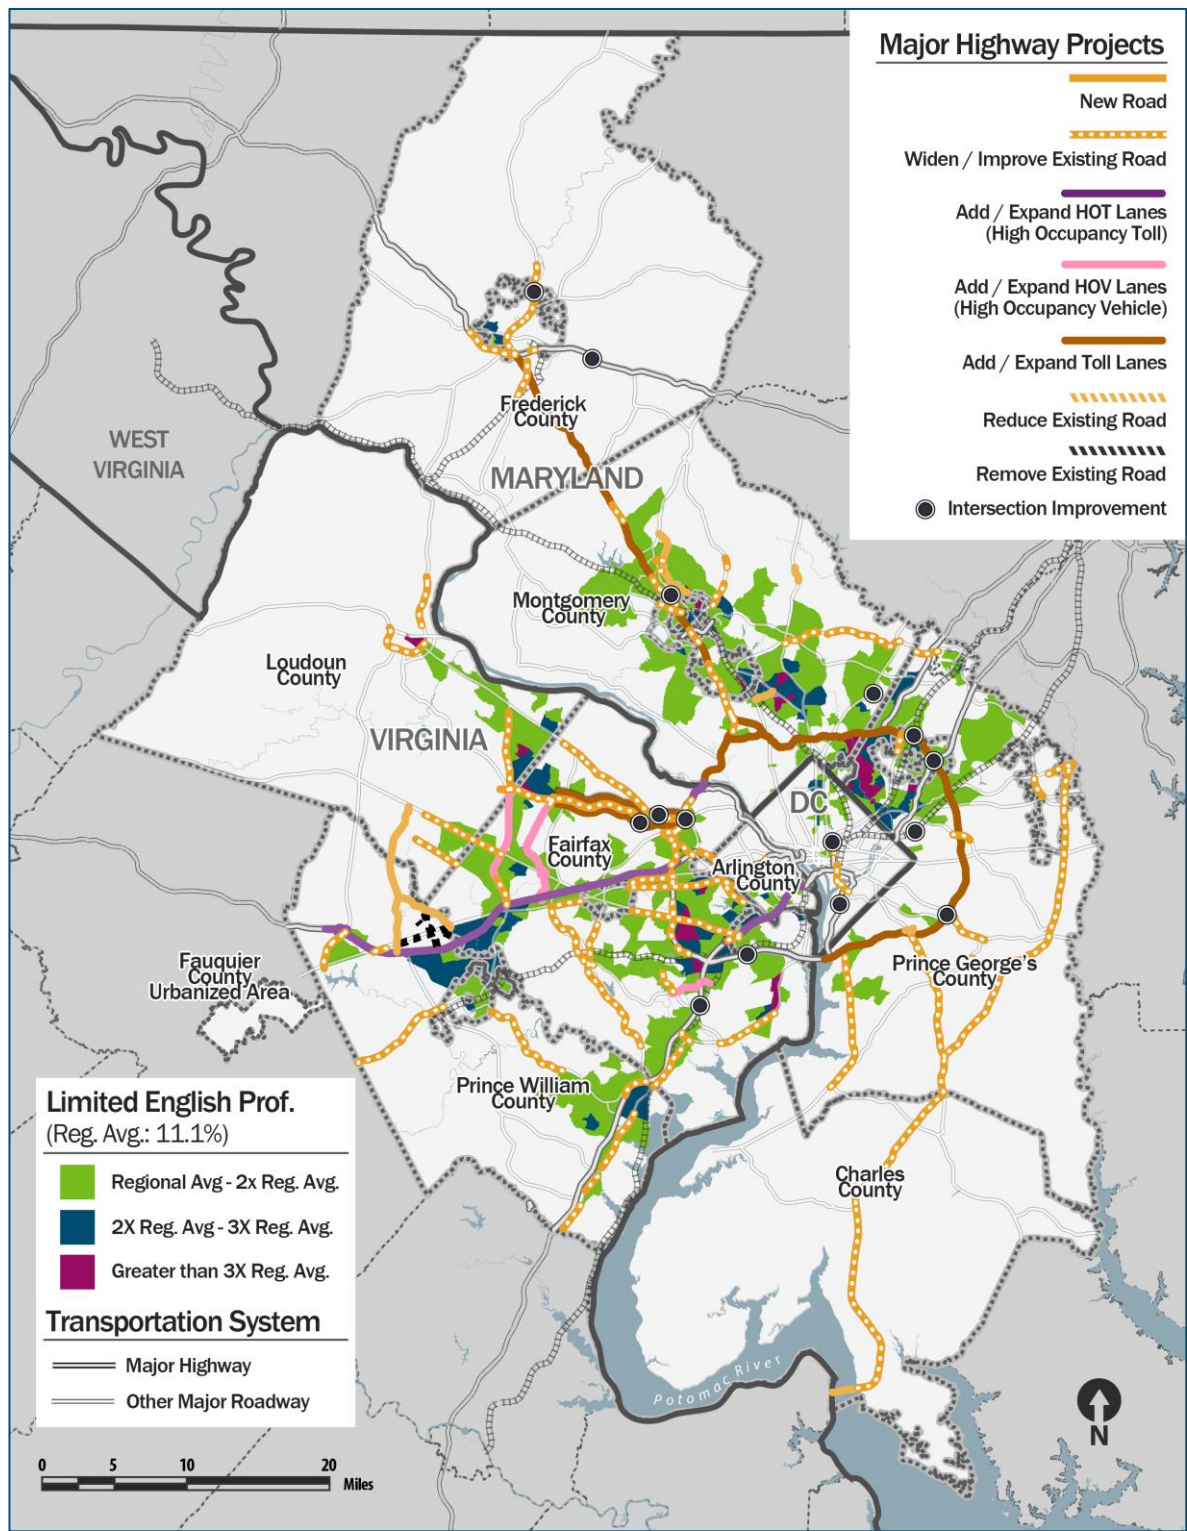 Major Highway Projects
New Road
Widen / Improve Existing Road
Add / Expand HOT Lanes
(High Occupancy Toll)
Add / Expand HOV Lanes
(High Occupancy Vehicle)
Add / Expand Toll Lanes
Reduce Existing Road
Remove Existing Road
Intersection Improvement
Frederick
County
WEST
VIRGINIA
MARYLAND
Montgomery
County
Loudoun
County
VIRGINIA
DC
Fairfax
County
Arlington
County
Fauquier
County
Urbanized Area
Prince George's
County
Prince William
County
Charles
County
Potomac River
Limited English Prof.
(Reg. Avg.: 11.1%)
Regional Avg - 2x Reg. Avg.
2X Reg. Avg - 3X Reg. Avg.
Greater than 3X Reg. Avg.
Transportation System
Major Highway
Other Major Roadway
N
0 5 10 20
Miles